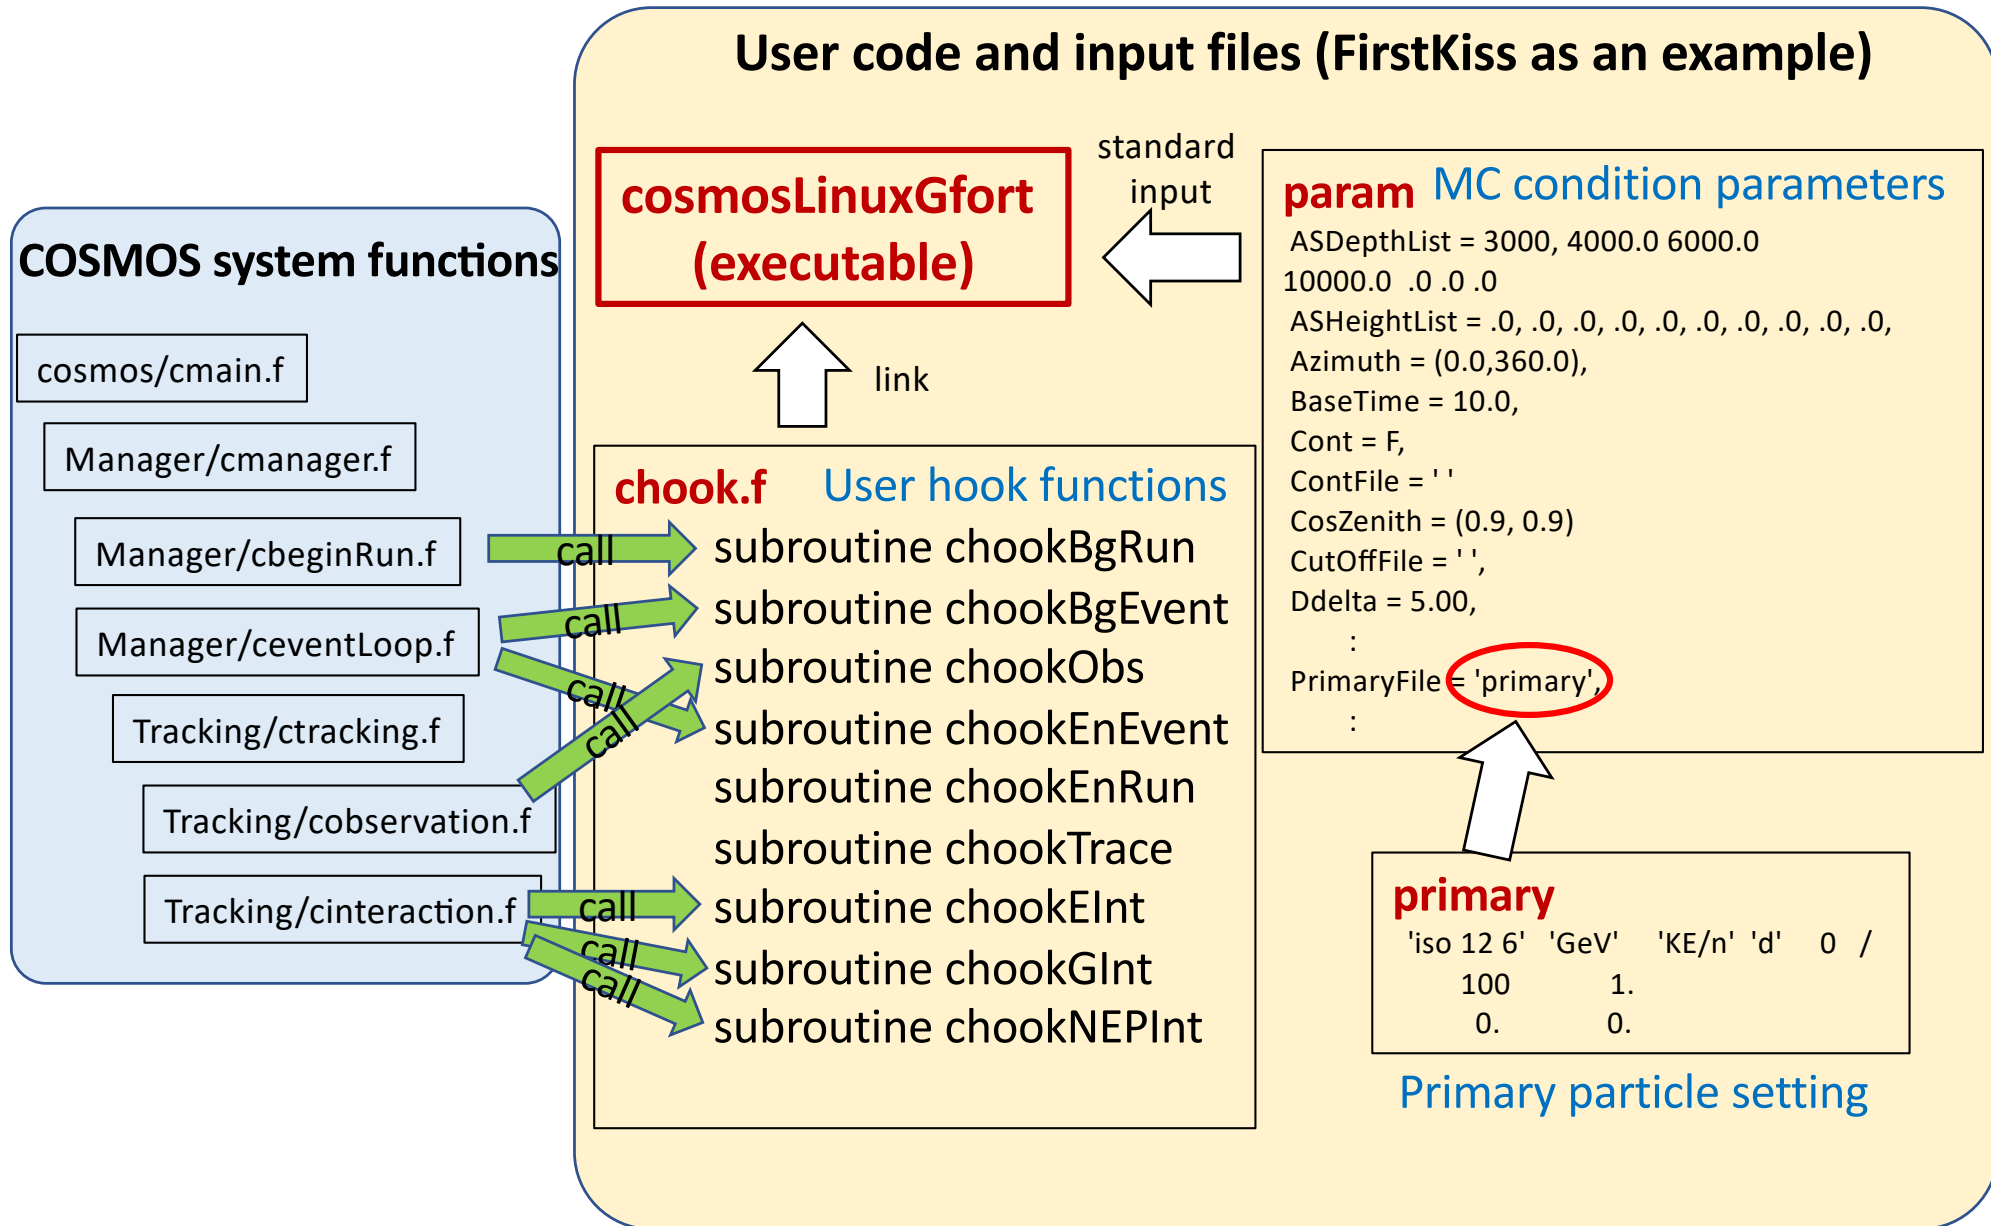 User code and input files (FirstKiss as an example)
COSMOS system functions
cosmos/cmain.f
Manager/cmanager.f
Manager/cbeginRun.f
Manager/ceventLoop.f
Tracking/ctracking.f
Tracking/cobservation.f
Tracking/cinteraction.f
call
call
call
call
call
call
call
cosmosLinuxGfort
(executable)
link
standard
input
chook.f User hook functions
subroutine chookBgRun
subroutine chookBgEvent
subroutine chookObs
subroutine chookEnEvent
subroutine chookEnRun
subroutine chookTrace
subroutine chookEInt
subroutine chookGInt
subroutine chookNEPInt
param MC condition parameters
ASDepthList = 3000, 4000.0 6000.0
10000.0 .0 .0 .0
ASHeightList = .0, .0, .0, .0, .0, .0, .0, .0, .0, .0,
Azimuth = (0.0,360.0),
BaseTime = 10.0,
Cont = F,
ContFile = ' '
CosZenith = (0.9, 0.9)
CutOffFile = ' ',
Ddelta = 5.00,
:
PrimaryFile = 'primary',
:
primary
'iso 12 6' 'GeV' 'KE/n' 'd' 0 /
100 1.
0. 0.
Primary particle setting